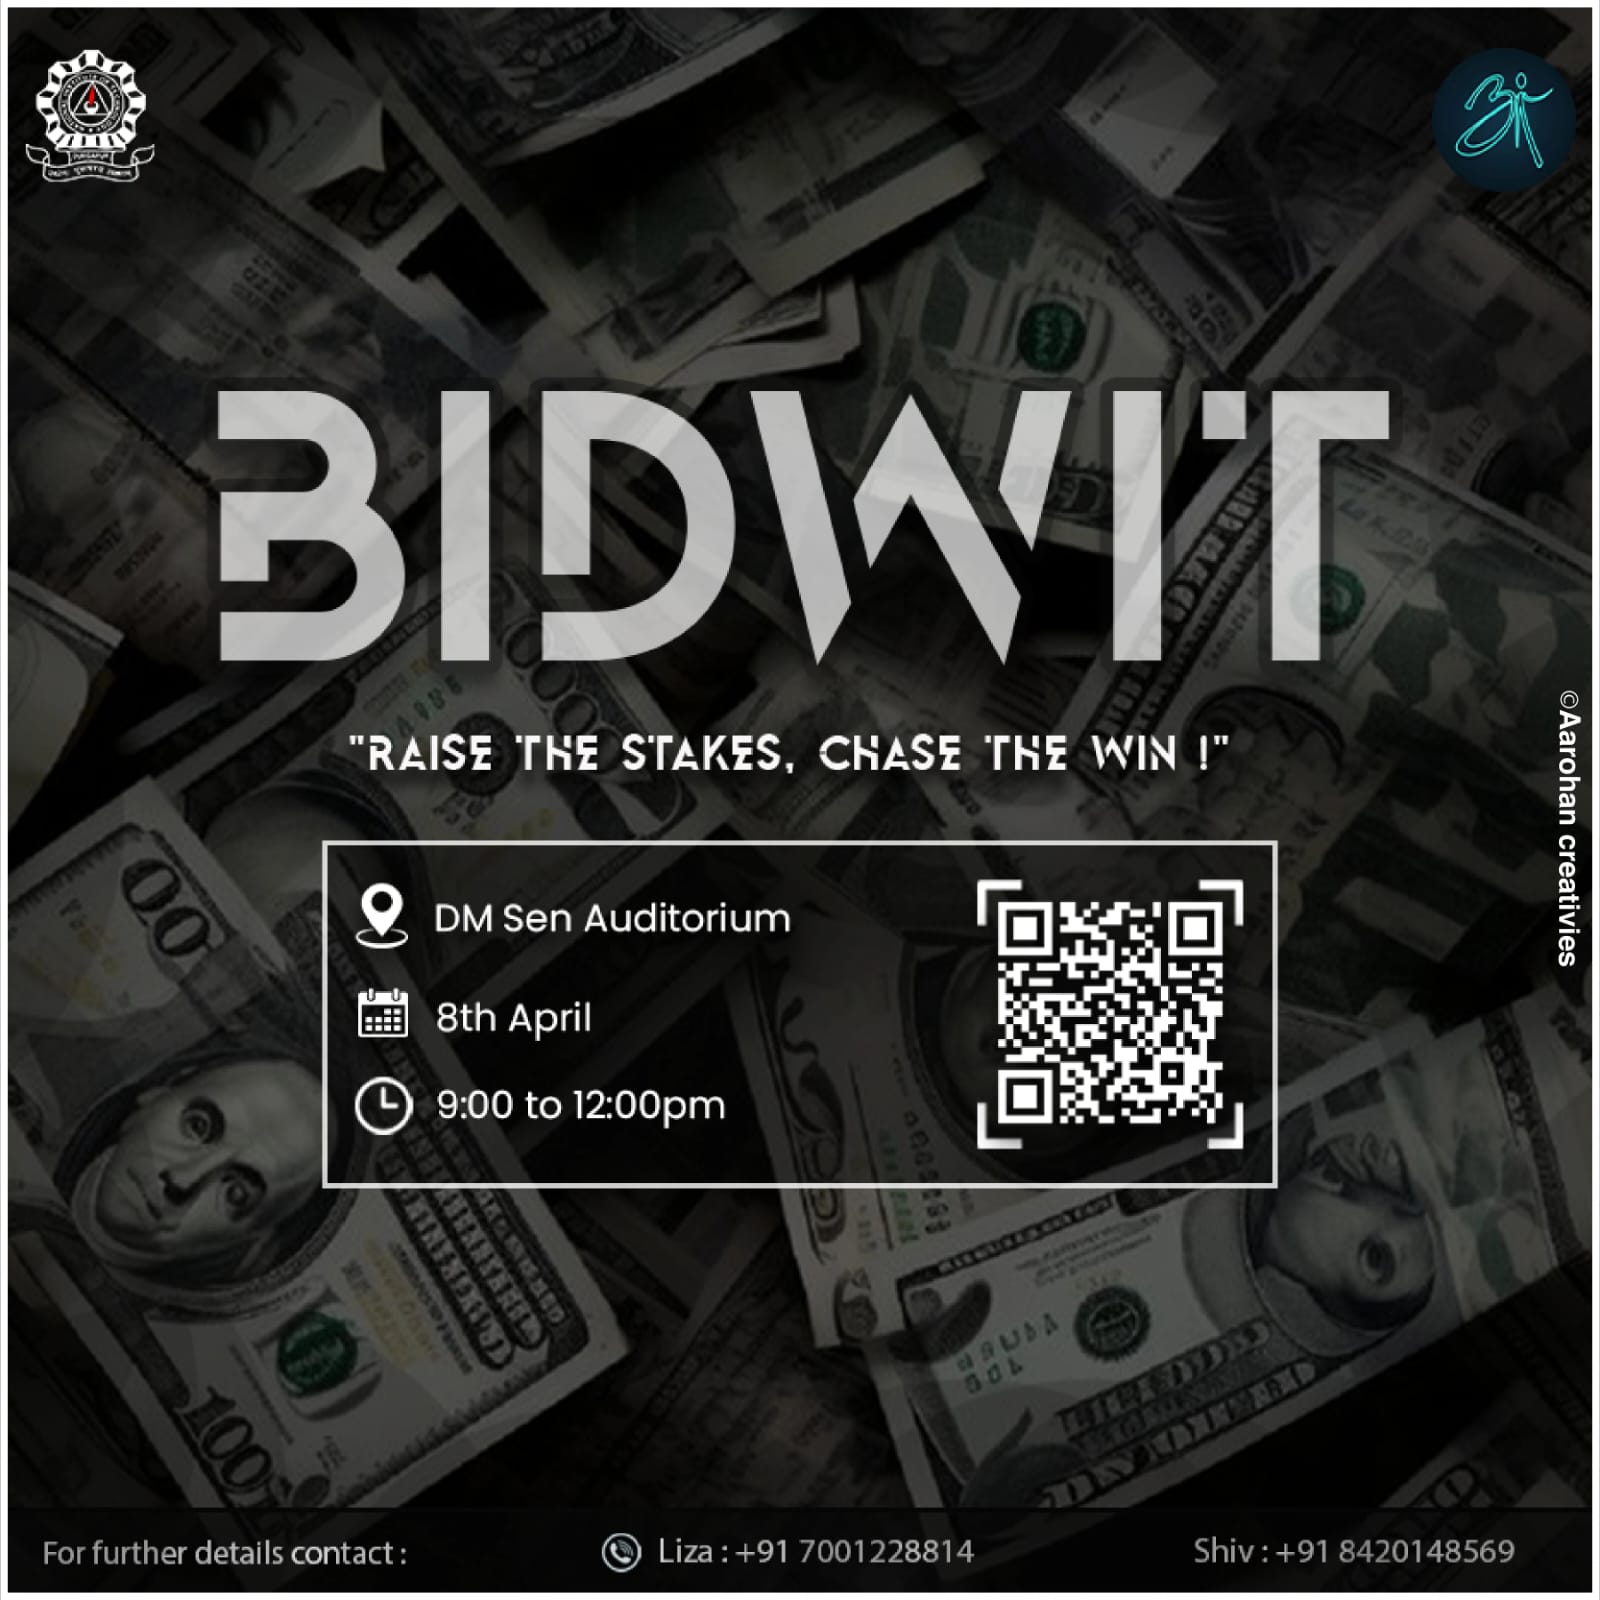 BIDWIT
"RAISE THE STAKES, CHASE THE WIN !"
DM Sen Auditorium
8th April
9:00 to 12:00pm
©Aarohan creativies
For further details contact :
Liza : +91 7001228814
Shiv : +91 8420148569